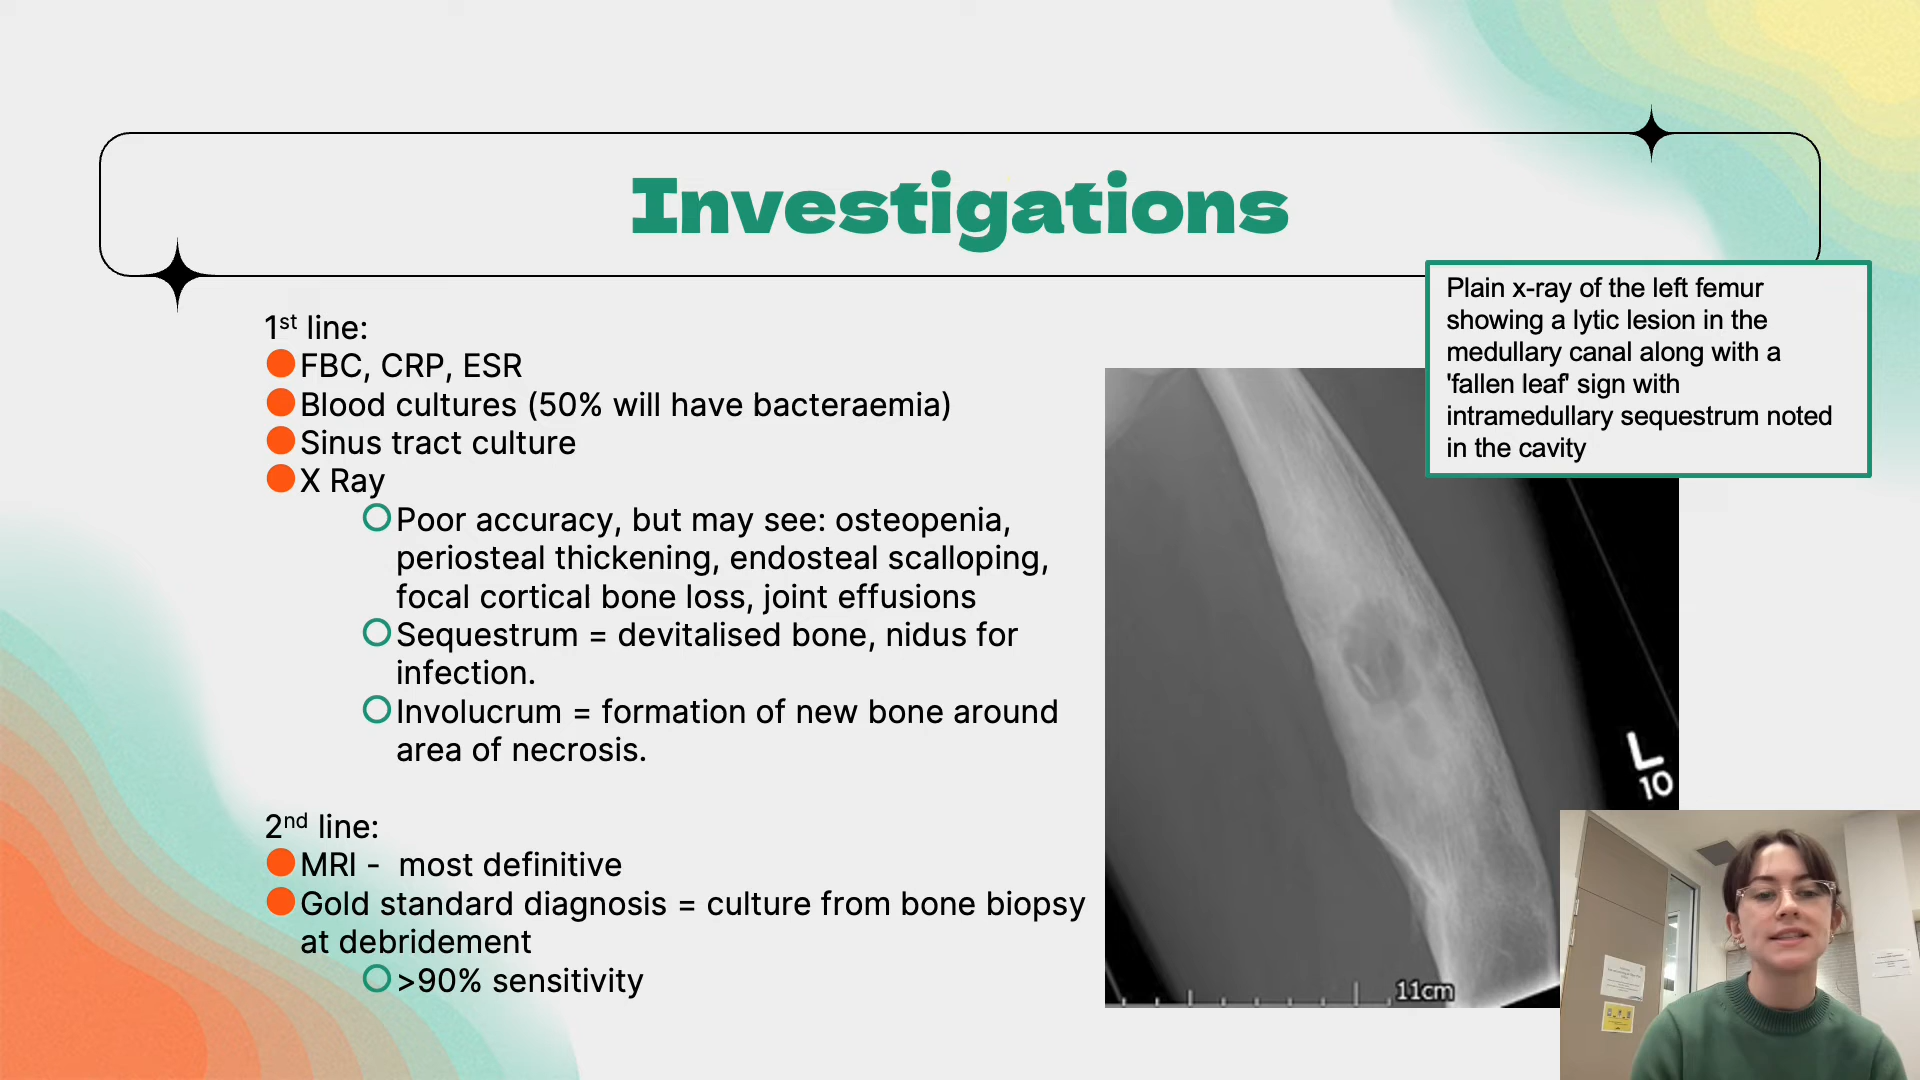 Investigations
Plain x-ray of the left femur
showing a lytic lesion in the
medullary canal along with a
'fallen leaf' sign with
intramedullary sequestrum noted
in the cavity
1st line:
FBC, CRP, ESR
Blood cultures (50% will have bacteraemia)
Sinus tract culture
X Ray
Poor accuracy, but may see: osteopenia,
periosteal thickening, endosteal scalloping,
focal cortical bone loss, joint effusions
Sequestrum = devitalised bone, nidus for
infection.
Involucrum = formation of new bone around
area of necrosis.
2nd line:
MRI - most definitive
Gold standard diagnosis = culture from bone biopsy
at debridement
>90% sensitivity
L
10
11cm